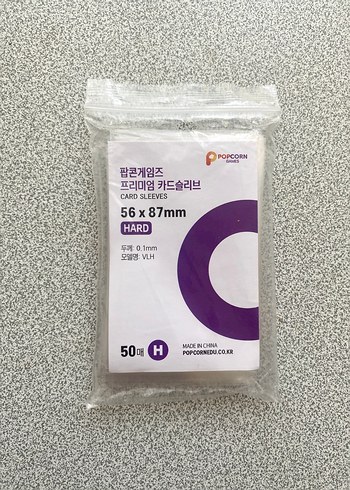 POPCORN
GAMES
팝콘게임즈
프리미엄 카드슬리브
CARD SLEEVES
56 x 87mm
HARD
두께: 0.1mm
모델명: VLH
50매 H
MADE IN CHINA
POPCORNEDU.CO.KR